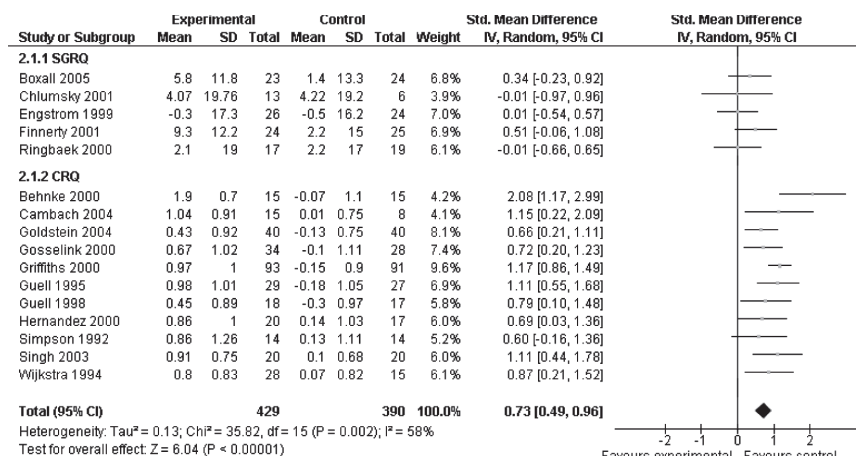 Experimental Control Std. Mean Difference Std. Mean Difference
Study or Subgroup Mean SD Total Mean SD Total Weight IV, Random, 95% CI IV, Random, 95% CI
2.1.1 SGRQ
Boxall 2005 5.8 11.8 23 1.4 13.3 24 6.8% 0.34 [-0.23, 0.92]
Chlumsky 2001 4.07 19.76 13 4.22 19.2 6 3.9% -0.01 [-0.97, 0.96]
Engstrom 1999 -0.3 17.3 26 -0.5 16.2 24 7.0% 0.01 [-0.54, 0.57]
Finnerty 2001 9.3 12.2 24 2.2 15 25 6.9% 0.51 [-0.06, 1.08]
Ringbaek 2000 2.1 19 17 2.2 17 19 6.1% -0.01 [-0.66, 0.65]
2.1.2 CRQ
Behnke 2000 1.9 0.7 15 -0.07 1.1 15 4.2% 2.08 [1.17, 2.99]
Cambach 2004 1.04 0.91 15 0.01 0.75 8 4.1% 1.15 [0.22, 2.09]
Goldstein 2004 0.43 0.92 40 -0.13 0.75 40 8.2% 0.66 [0.21, 1.11]
Gosselink 2000 0.67 1.02 34 -0.1 1.11 28 7.4% 0.72 [0.20, 1.23]
Griffiths 2000 0.97 1 93 -0.15 0.9 91 9.6% 1.17 [0.86, 1.49]
Guell 1995 0.98 1.01 29 -0.18 1.05 27 7.0% 1.11 [0.55, 1.68]
Guell 1998 0.45 0.89 18 -0.3 0.97 17 5.8% 0.79 [0.10, 1.48]
Hernandez 2000 0.86 1 20 0.14 1.03 17 6.0% 0.69 [0.03, 1.36]
Simpson 1992 0.86 1.26 14 0.13 1.11 14 5.2% 0.60 [-0.16, 1.36]
Singh 2003 0.91 0.75 20 0.1 0.68 20 6.0% 1.11 [0.44, 1.78]
Wijkstra 1994 0.8 0.83 28 0.07 0.82 15 6.1% 0.87 [0.21, 1.52]
Total (95% CI) 429 390 100.0% 0.73 [0.49, 0.96]
Heterogeneity: Tau² = 0.13; Chi² = 35.82, df = 15 (P = 0.002); I² = 58%
Test for overall effect: Z = 6.04 (P < 0.00001)
-2 -1 0 1 2
Favours experimental Favours control